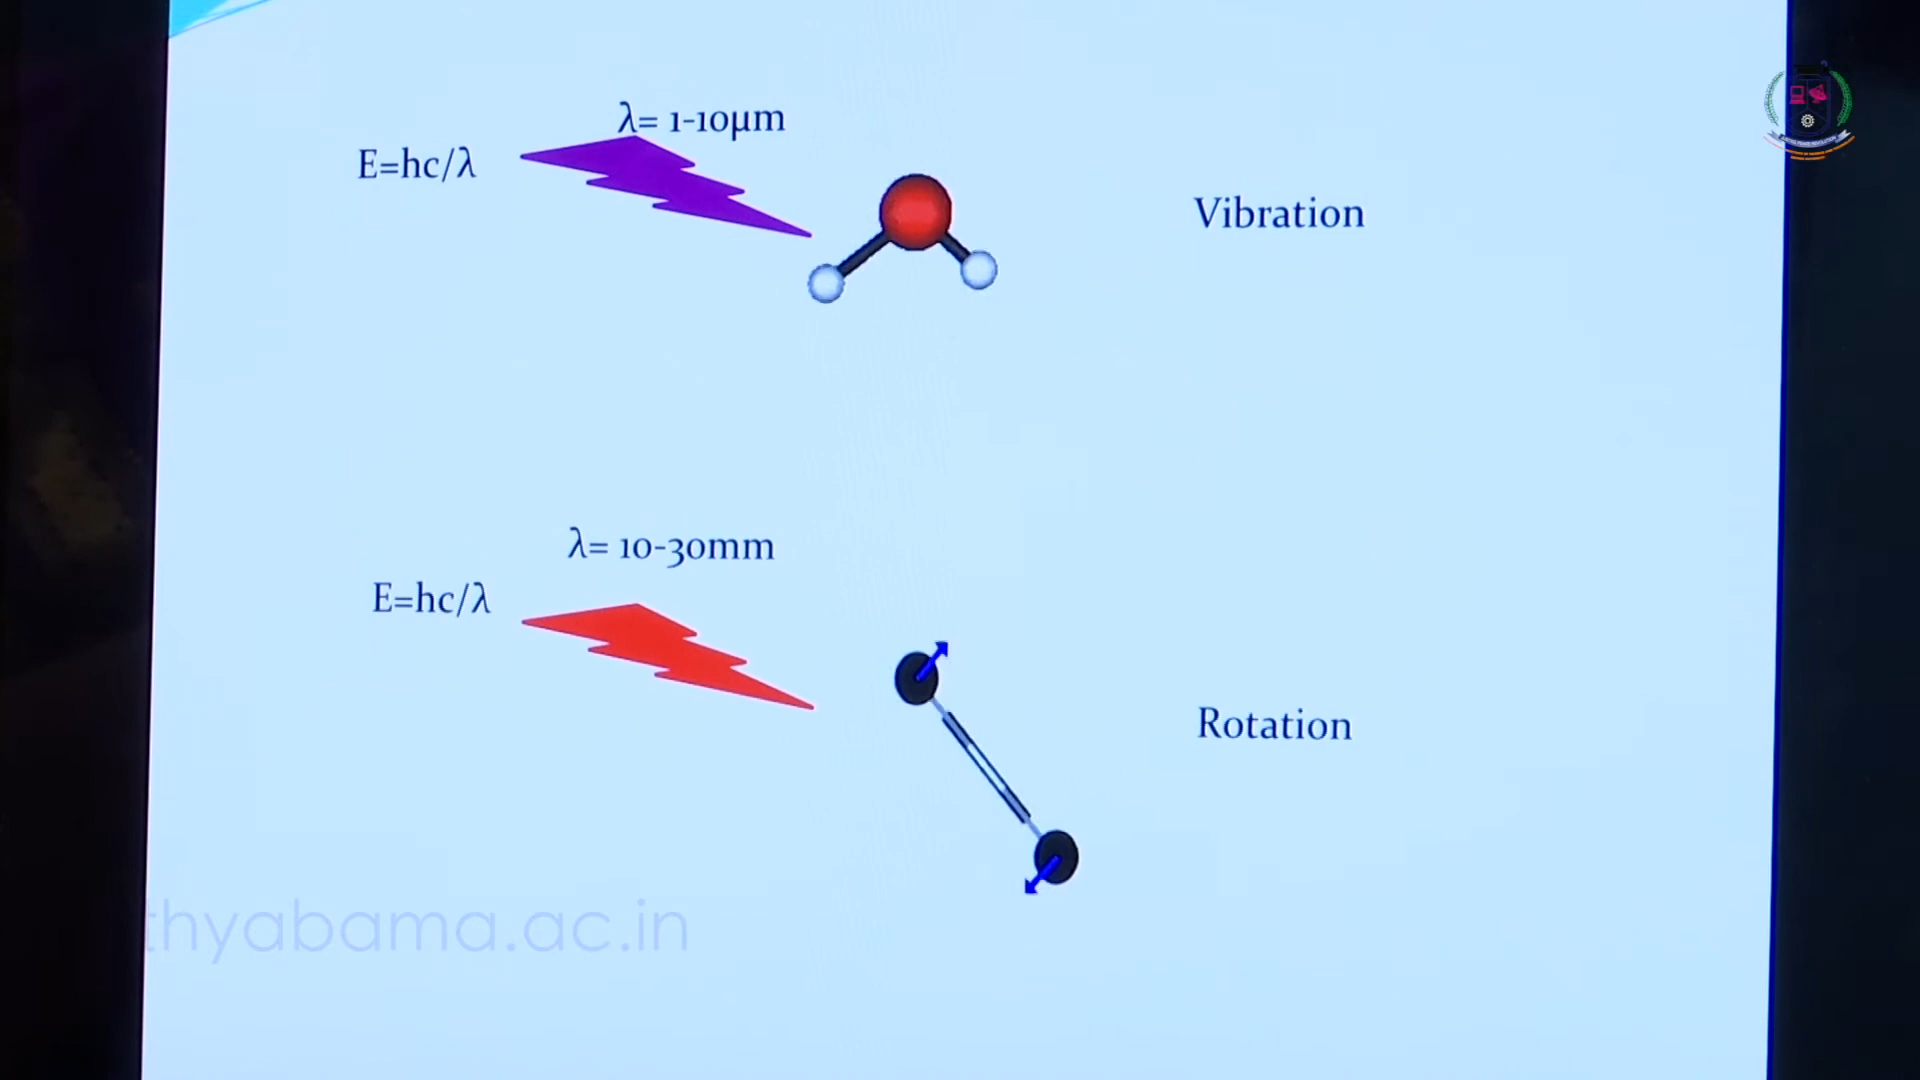 λ= 1-10µm
E=hc/λ
Vibration
λ= 10-30mm
E=hc/λ
Rotation
thyabama.ac.in